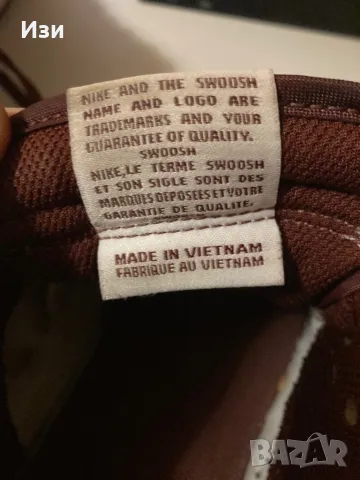 Изи
NIKE AND THE SWOOSH
NAME AND LOGO ARE
TRADEMARKS AND YOUR
GUARANTEE OF QUALITY.
SWOOSH
NIKE,LE TERME SWOOSH
ET SON SIGLE SONT DES
MARQUES DEPOSEES ET VOTRE
GARANTIE DE QUALITE.
MADE IN VIETNAM
FABRIQUE AU VIETNAM
BAZAR